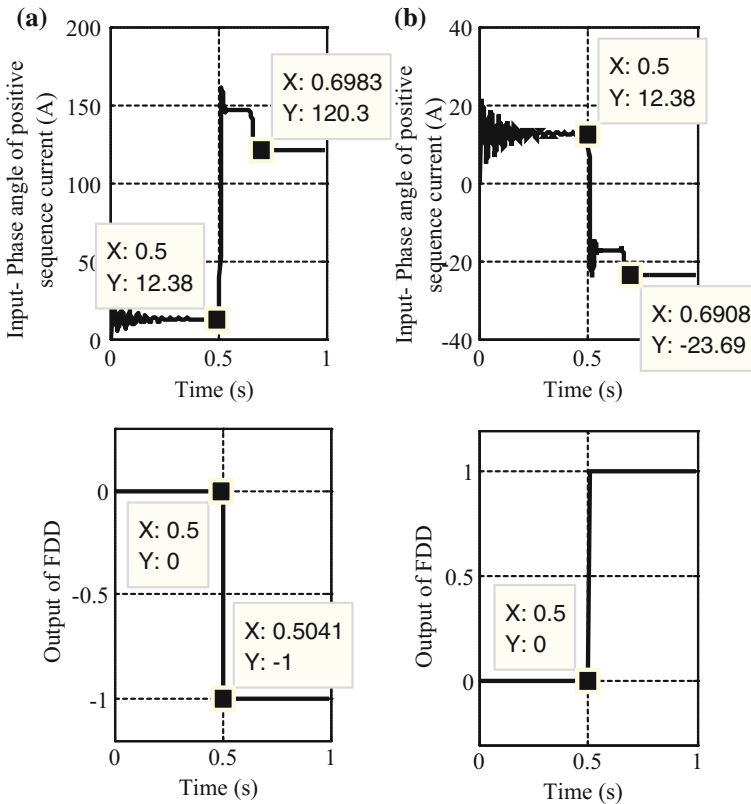 (a)
Input- Phase angle of positive
sequence current (A)
200
150
100
50
0
X: 0.6983
Y: 120.3
X: 0.5
Y: 12.38
0
0.5
1
Time (s)
(b)
Input- Phase angle of positive
sequence current (A)
40
20
0
-20
-40
X: 0.5
Y: 12.38
X: 0.6908
Y: -23.69
0
0.5
1
Time (s)
Output of FDD
0
-0.5
-1
X: 0.5
Y: 0
X: 0.5041
Y: -1
0
0.5
1
Time (s)
Output of FDD
1
0.5
0
X: 0.5
Y: 0
0
0.5
1
Time (s)